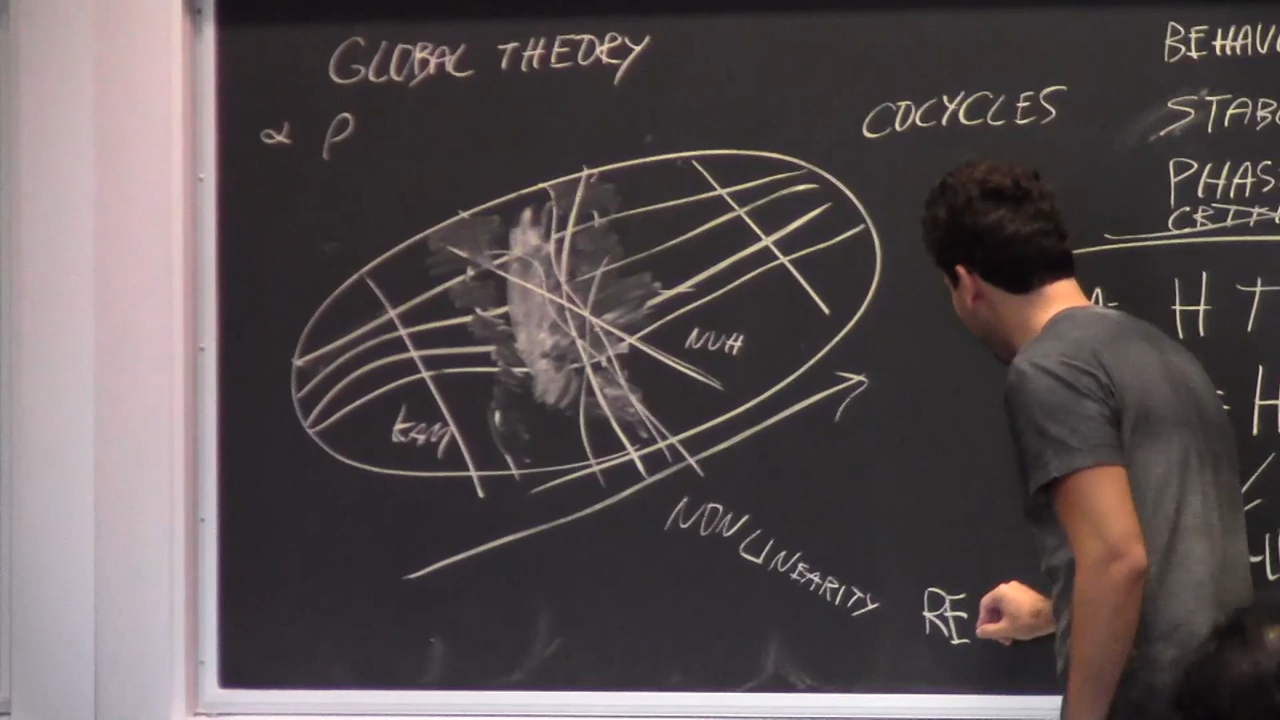 GLOBAL THEORY
α ρ
COCYCLES
BEHAV
STAB
PHAS
H T
NUH
KAM
= H
NONLINEARITY
RE